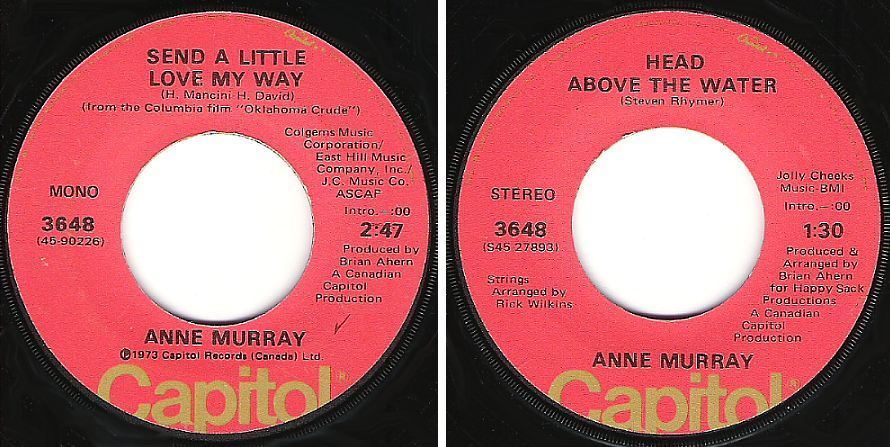 Capitol
SEND A LITTLE
LOVE MY WAY
(H. Mancini-H. David)
(from the Columbia film "Oklahoma Crude")
Colgems Music
Corporation/
East Hill Music
Company, Inc./
J.C. Music Co.
ASCAP
MONO
3648
(45-90226)
Intro.—:00
2:47
Produced by
Brian Ahern
A Canadian
Capitol
Production
ANNE MURRAY
℗1973 Capitol Records (Canada) Ltd.
Capitol®
Capitol
HEAD
ABOVE THE WATER
(Steven Rhymer)
Jolly Cheeks
Music-BMI
STEREO
3648
(S45 27893)
Intro.—:00
1:30
Strings
Arranged by
Rick Wilkins
Produced &
Arranged by
Brian Ahern
for Happy Sack
Productions
A Canadian
Capitol
Production
ANNE MURRAY
Capitol®